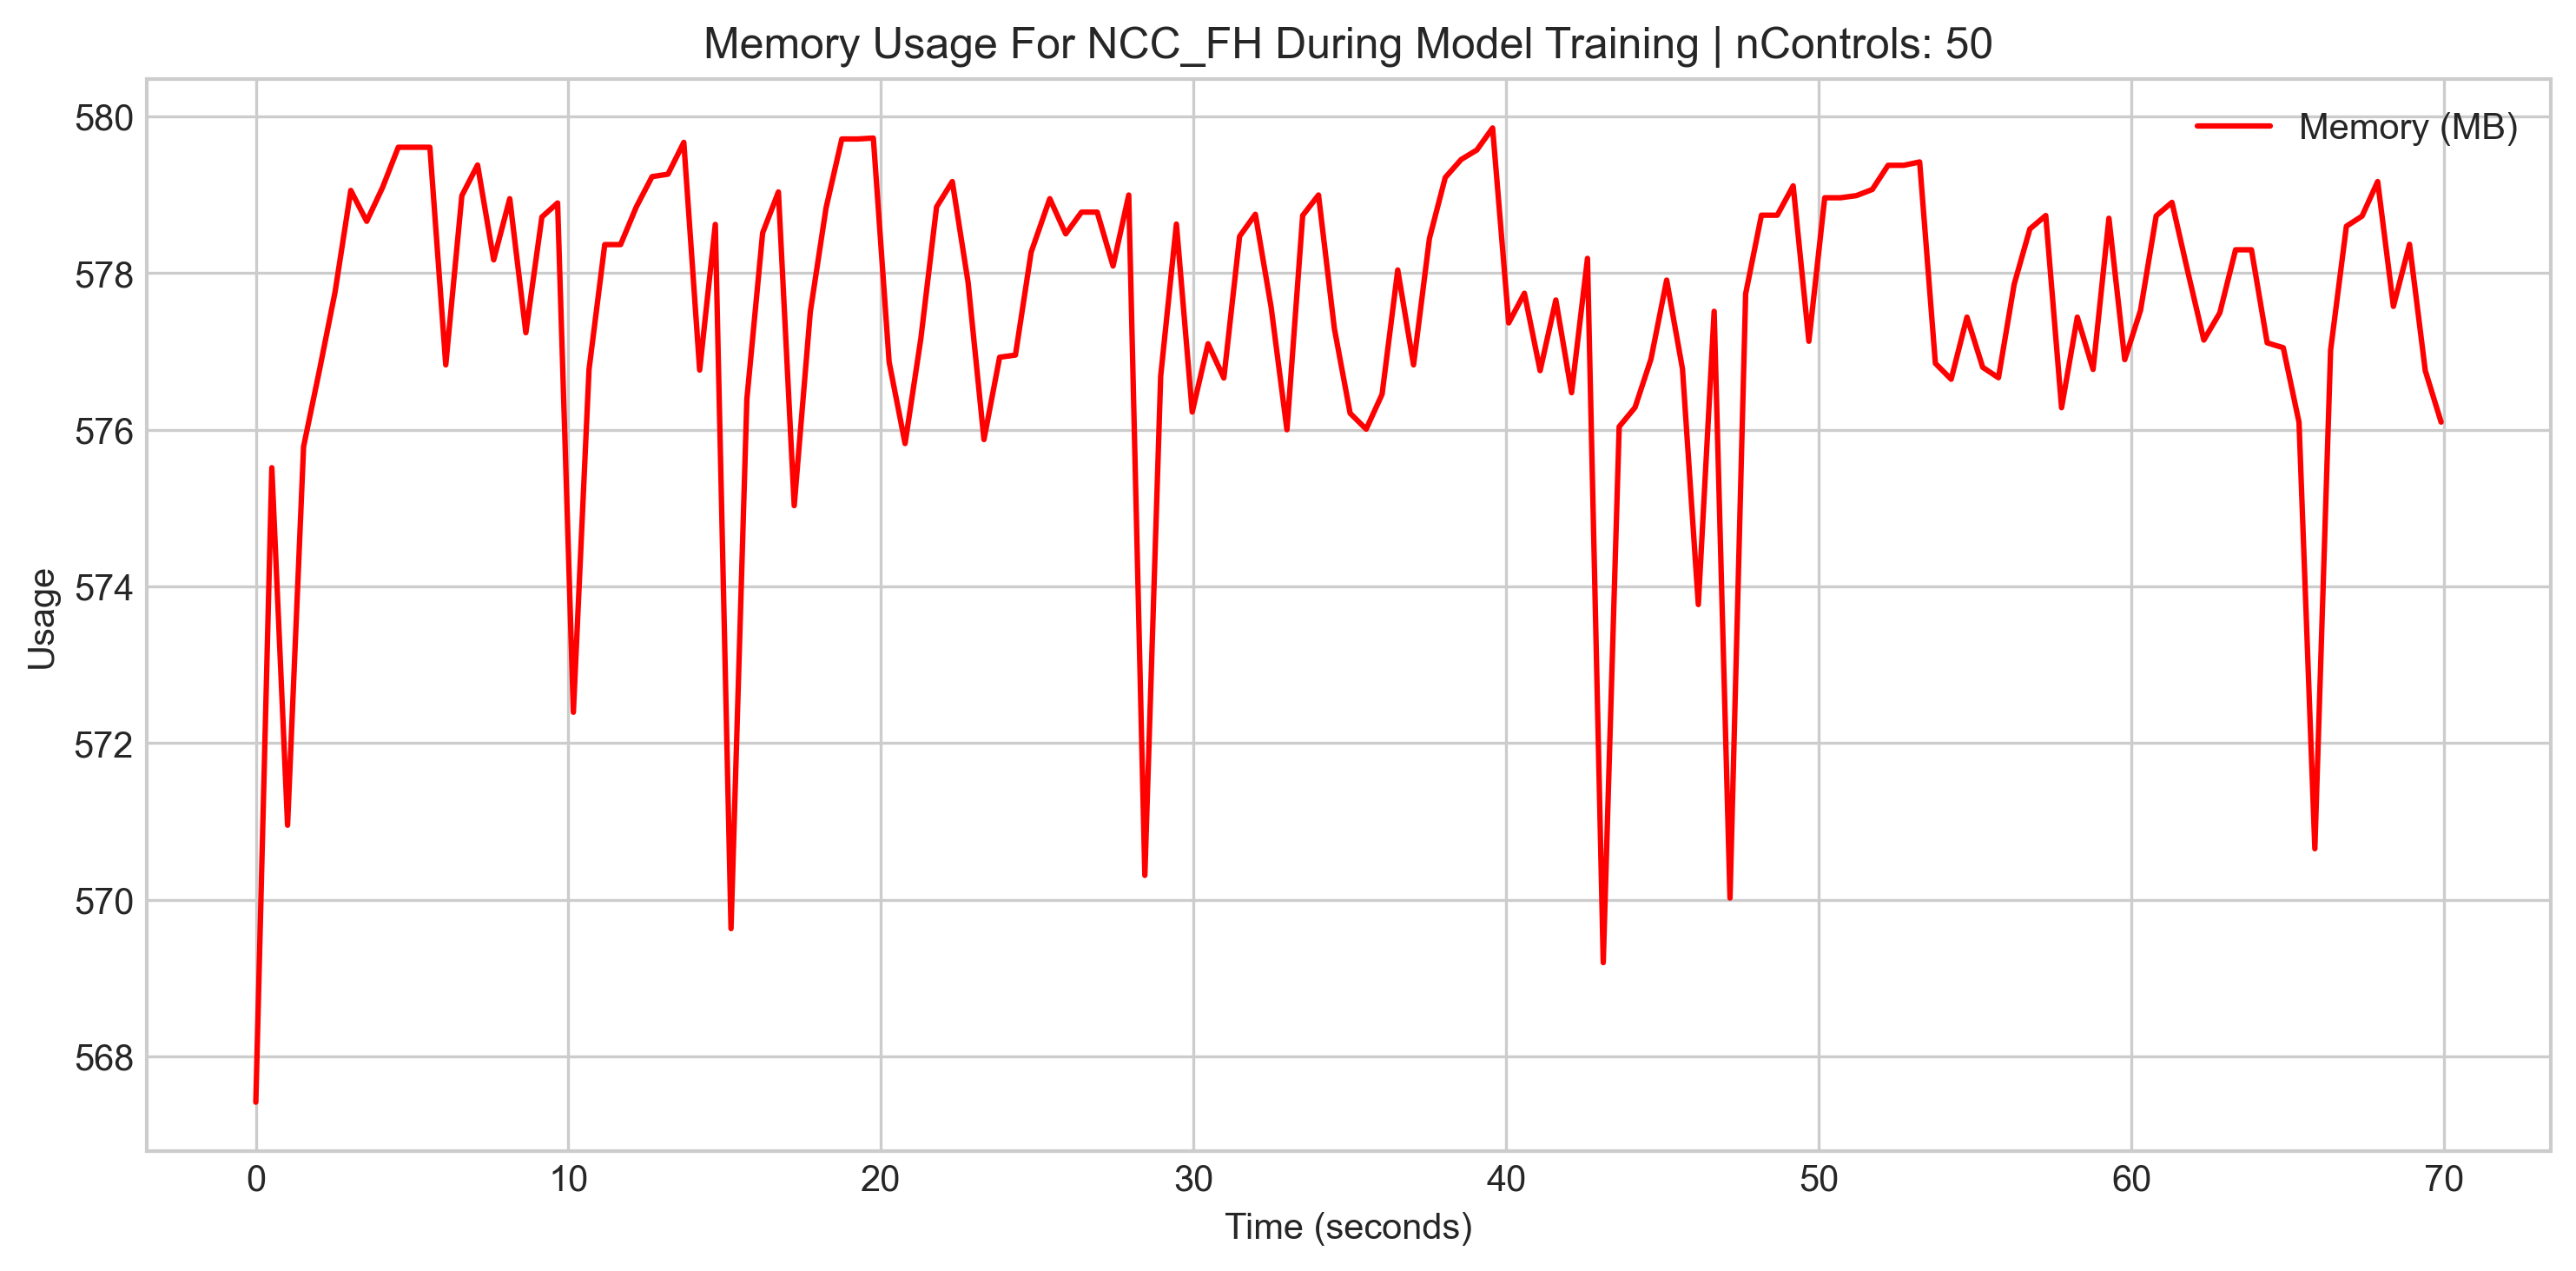 Memory Usage For NCC_FH During Model Training | nControls: 50
Memory (MB)
Usage
580
578
576
574
572
570
568
0 10 20 30 40 50 60 70
Time (seconds)